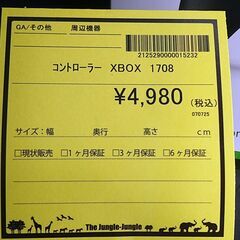 GA/その他　周辺機器
2125290000015232
コントローラー XBOX 1708
¥4,980 (税込)
070725
サイズ：幅　奥行　高さ　cm
□現状販売 □1ヶ月保証 □3ヶ月保証 □6ヶ月保証
The Jungle-Jungle